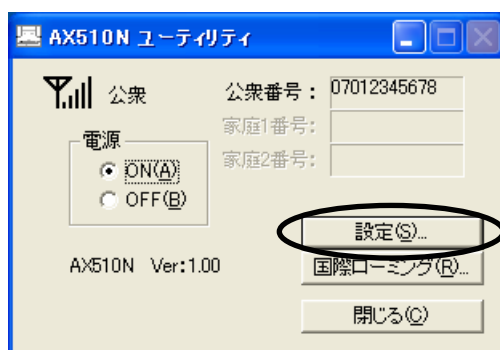 AX510N ユーティリティ
公衆
公衆番号： 07012345678
家庭1番号：
家庭2番号：
電源
ON(A)
OFF(B)
設定(S)...
AX510N Ver:1.00
国際ローミング(R)...
閉じる(C)